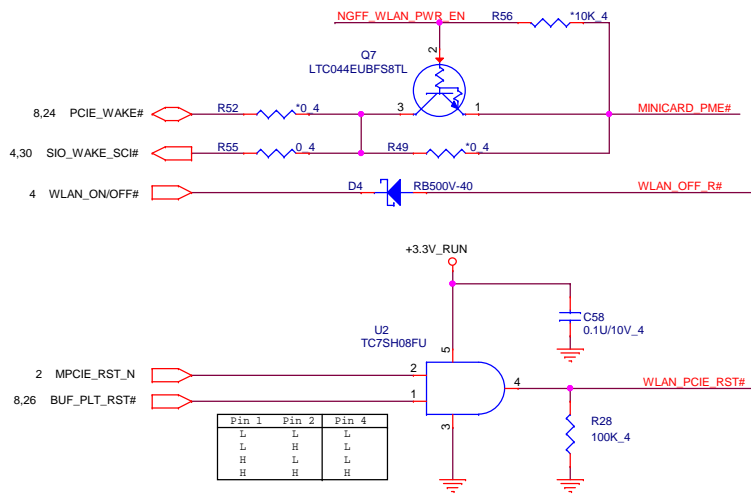 NGFF_WLAN_PWR_EN R56 *10K_4
2
Q7
LTC044EUBFS8TL
8,24 PCIE_WAKE# R52 *0_4 3 1 MINICARD_PME#
4,30 SIO_WAKE_SCI# R55 0_4 R49 *0_4
4 WLAN_ON/OFF# D4 RB500V-40 WLAN_OFF_R#
+3.3V_RUN
C58
0.1U/10V_4
U2
TC7SH08FU
5
2 MPCIE_RST_N 2
4 WLAN_PCIE_RST#
8,26 BUF_PLT_RST# 1
3
R28
100K_4
Pin 1 Pin 2 Pin 4
L L L
L H L
H L L
H H H